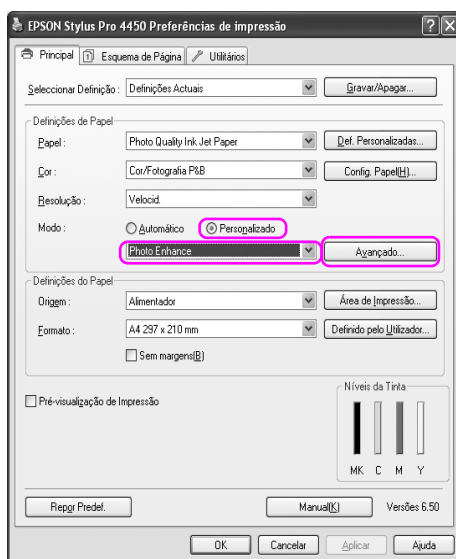 EPSON Stylus Pro 4450 Preferências de impressão
Principal Esquema de Página Utilitários
Seleccionar Definição : Definições Actuais Gravar/Apagar...
Definições de Papel
Papel : Photo Quality Ink Jet Paper Def. Personalizadas...
Cor : Cor/Fotografia P&B Config. Papel(H)...
Resolução : Velocid.
Modo : Automático Personalizado
Photo Enhance Avançado...
Definições do Papel
Origem : Alimentador Área de Impressão...
Formato : A4 297 x 210 mm Definido pelo Utilizador...
Sem margens(B)
Pré-visualização de Impressão
Níveis da Tinta
MK C M Y
Repor Predef. Manual(K) Versões 6.50
OK Cancelar Aplicar Ajuda